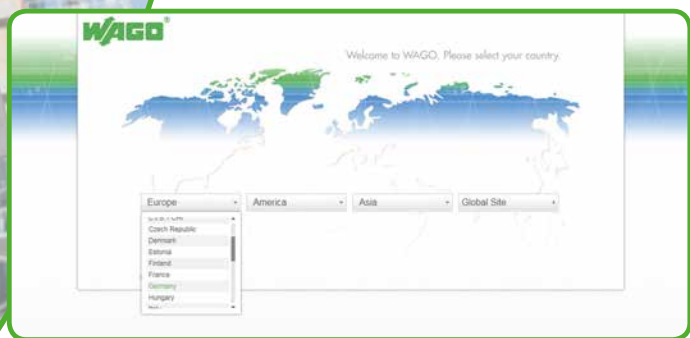 WAGO®
Welcome to WAGO. Please select your country.
Europe America Asia Global Site
Czech Republic
Denmark
Estonia
Finland
France
Germany
Hungary